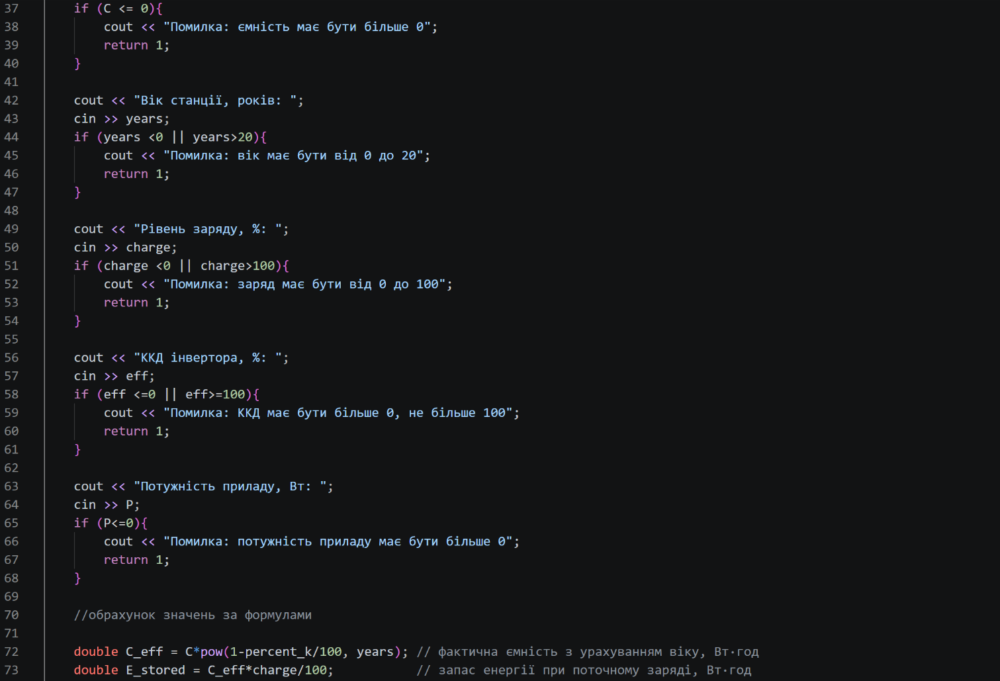 37 if (C <= 0){
38 cout << "Помилка: ємність має бути більше 0";
39 return 1;
40 }
41
42 cout << "Вік станції, років: ";
43 cin >> years;
44 if (years <0 || years>20){
45 cout << "Помилка: вік має бути від 0 до 20";
46 return 1;
47 }
48
49 cout << "Рівень заряду, %: ";
50 cin >> charge;
51 if (charge <0 || charge>100){
52 cout << "Помилка: заряд має бути від 0 до 100";
53 return 1;
54 }
55
56 cout << "ККД інвертора, %: ";
57 cin >> eff;
58 if (eff <=0 || eff>=100){
59 cout << "Помилка: ККД має бути більше 0, не більше 100";
60 return 1;
61 }
62
63 cout << "Потужність приладу, Вт: ";
64 cin >> P;
65 if (P<=0){
66 cout << "Помилка: потужність приладу має бути більше 0";
67 return 1;
68 }
69
70 //обрахунок значень за формулами
71
72 double C_eff = C*pow(1-percent_k/100, years); // фактична ємність з урахуванням віку, Вт·год
73 double E_stored = C_eff*charge/100; // запас енергії при поточному заряді, Вт·год